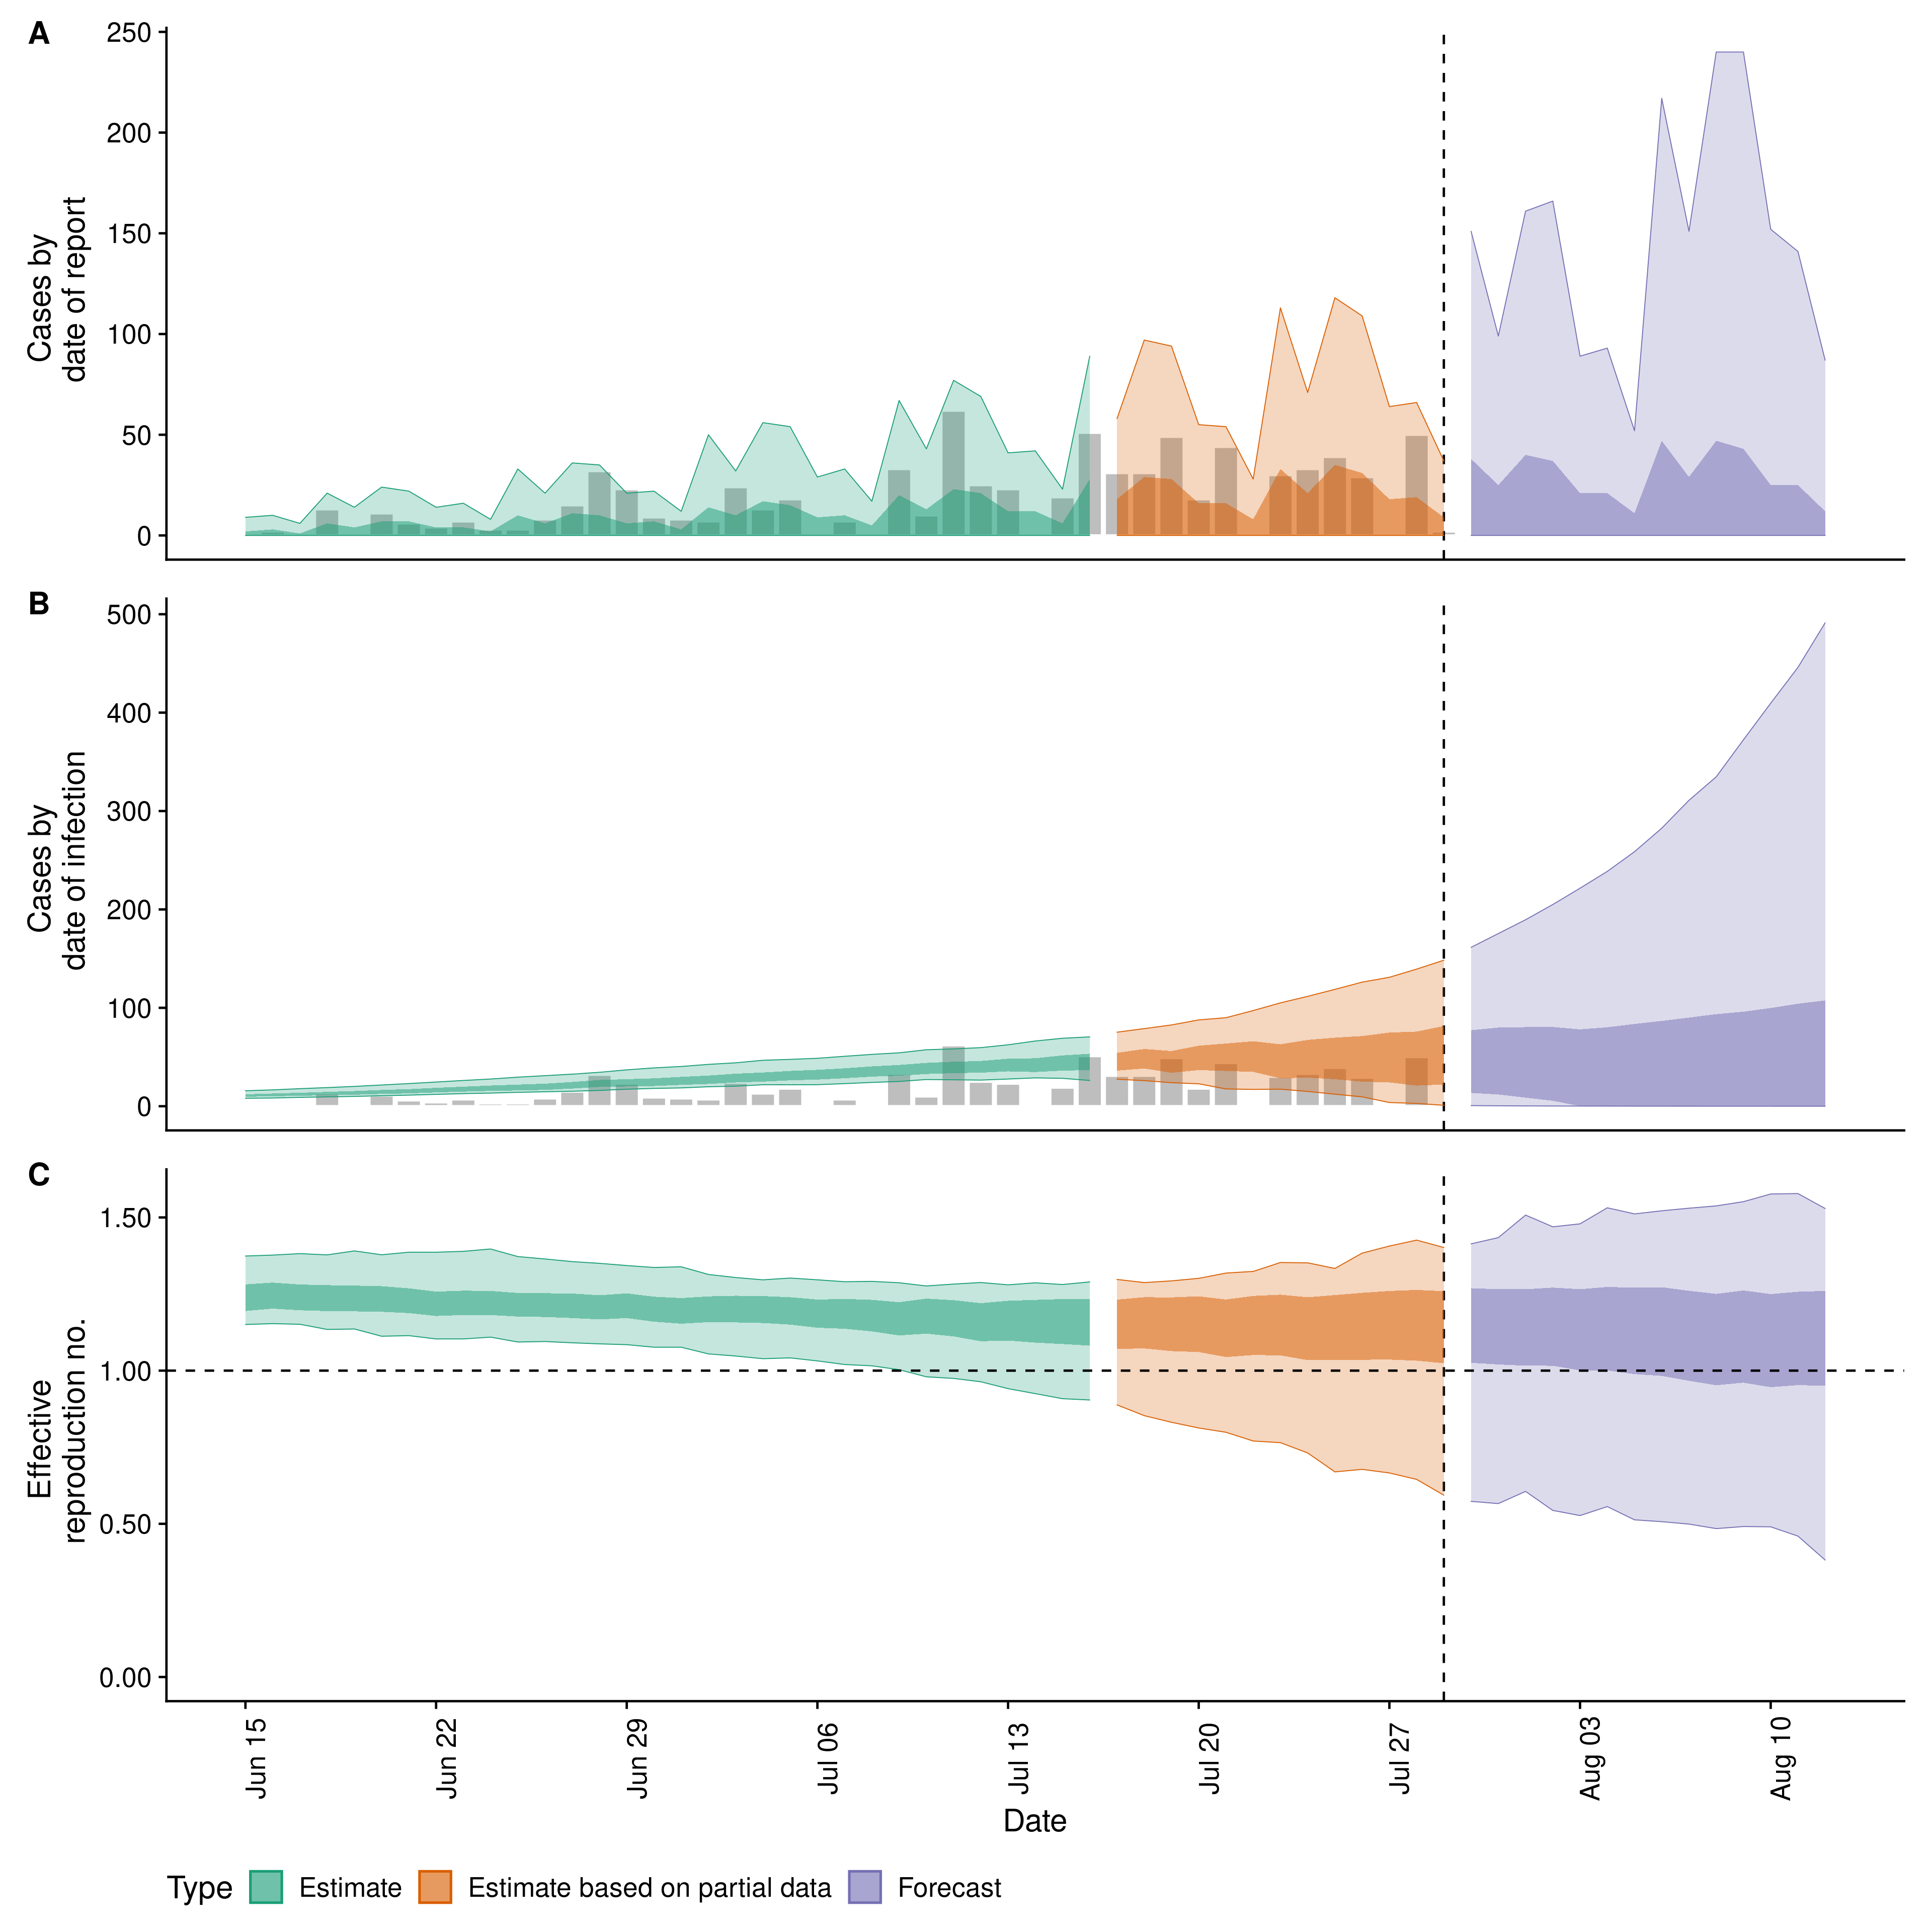 A
250
200
150
100
50
0
Cases by
date of report
B
500
400
300
200
100
0
Cases by
date of infection
C
1.50
1.00
0.50
0.00
Effective
reproduction no.
Jun 15
Jun 22
Jun 29
Jul 06
Jul 13
Jul 20
Jul 27
Aug 03
Aug 10
Date
Type Estimate Estimate based on partial data Forecast